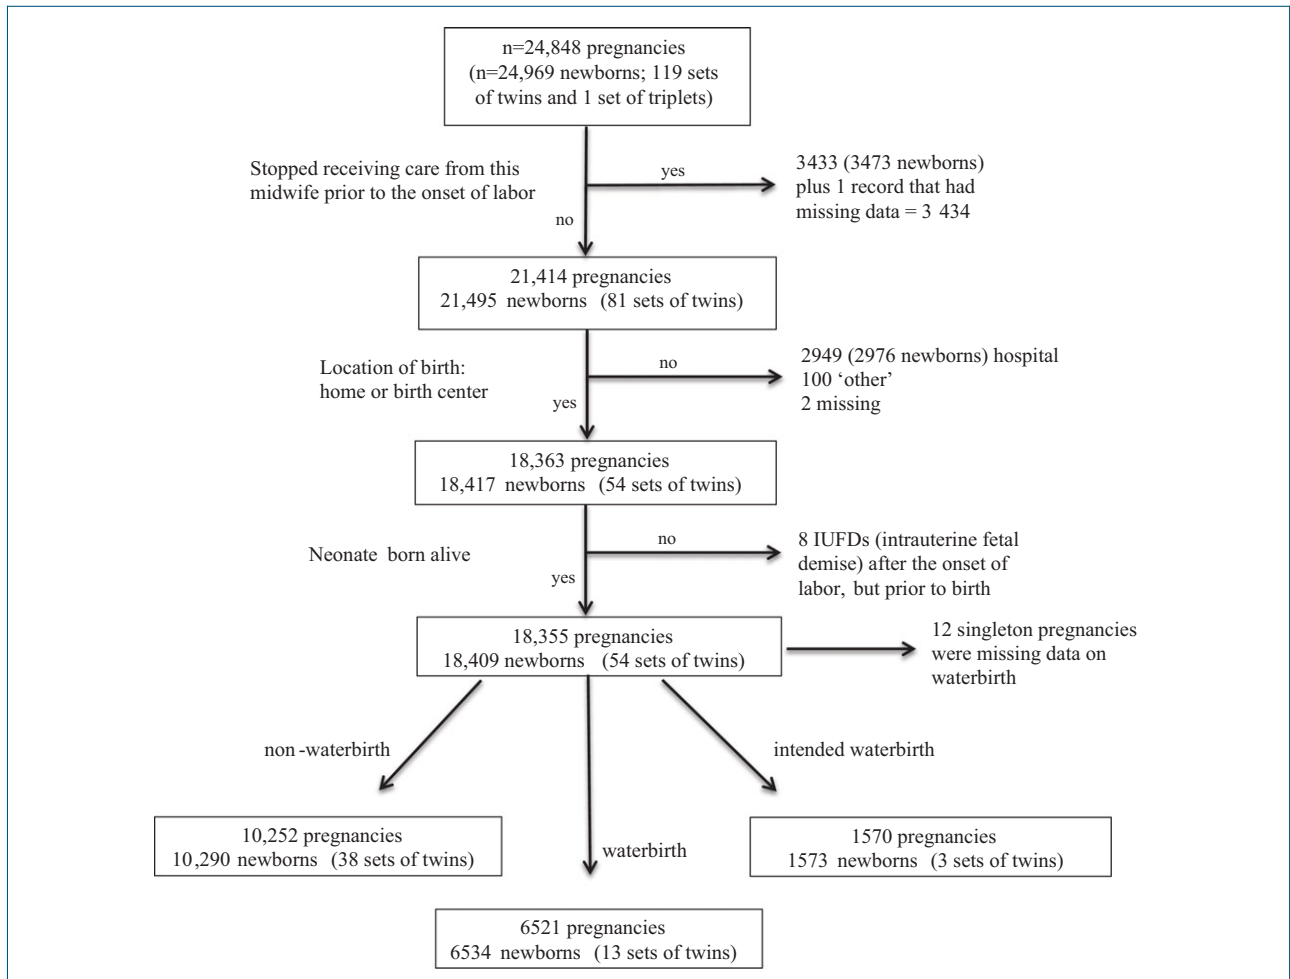 n=24,848 pregnancies
(n=24,969 newborns; 119 sets
of twins and 1 set of triplets)
Stopped receiving care from this
midwife prior to the onset of labor
yes
3433 (3473 newborns)
plus 1 record that had
missing data = 3 434
no
21,414 pregnancies
21,495 newborns (81 sets of twins)
Location of birth:
home or birth center
no
2949 (2976 newborns) hospital
100 ‘other’
2 missing
yes
18,363 pregnancies
18,417 newborns (54 sets of twins)
Neonate born alive
no
8 IUFDs (intrauterine fetal
demise) after the onset of
labor, but prior to birth
yes
18,355 pregnancies
18,409 newborns (54 sets of twins)
12 singleton pregnancies
were missing data on
waterbirth
non-waterbirth
intended waterbirth
10,252 pregnancies
10,290 newborns (38 sets of twins)
waterbirth
1570 pregnancies
1573 newborns (3 sets of twins)
6521 pregnancies
6534 newborns (13 sets of twins)